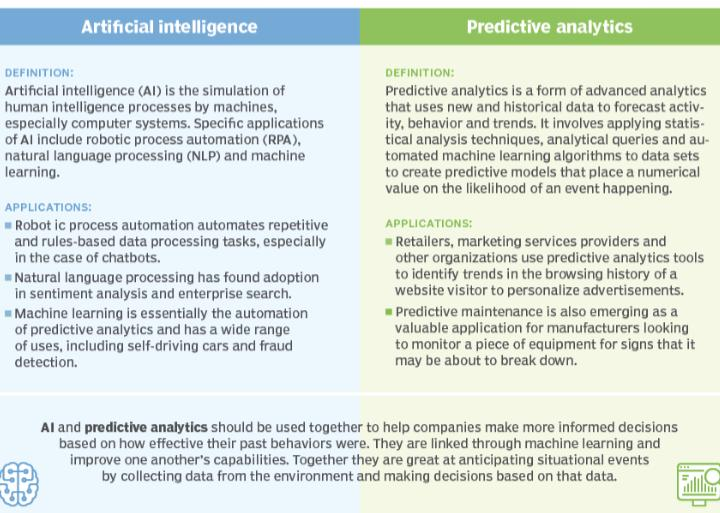 Artificial intelligence
DEFINITION:
Artificial intelligence (AI) is the simulation of
human intelligence processes by machines,
especially computer systems. Specific applications
of AI include robotic process automation (RPA),
natural language processing (NLP) and machine
learning.
APPLICATIONS:
Robot ic process automation automates repetitive
and rules-based data processing tasks, especially
in the case of chatbots.
Natural language processing has found adoption
in sentiment analysis and enterprise search.
Machine learning is essentially the automation
of predictive analytics and has a wide range
of uses, including self-driving cars and fraud
detection.
Predictive analytics
DEFINITION:
Predictive analytics is a form of advanced analytics
that uses new and historical data to forecast activ-
ity, behavior and trends. It involves applying statis-
tical analysis techniques, analytical queries and au-
tomated machine learning algorithms to data sets
to create predictive models that place a numerical
value on the likelihood of an event happening.
APPLICATIONS:
Retailers, marketing services providers and
other organizations use predictive analytics tools
to identify trends in the browsing history of a
website visitor to personalize advertisements.
Predictive maintenance is also emerging as a
valuable application for manufacturers looking
to monitor a piece of equipment for signs that it
may be about to break down.
AI and predictive analytics should be used together to help companies make more informed decisions
based on how effective their past behaviors were. They are linked through machine learning and
improve one another's capabilities. Together they are great at anticipating situational events
by collecting data from the environment and making decisions based on that data.